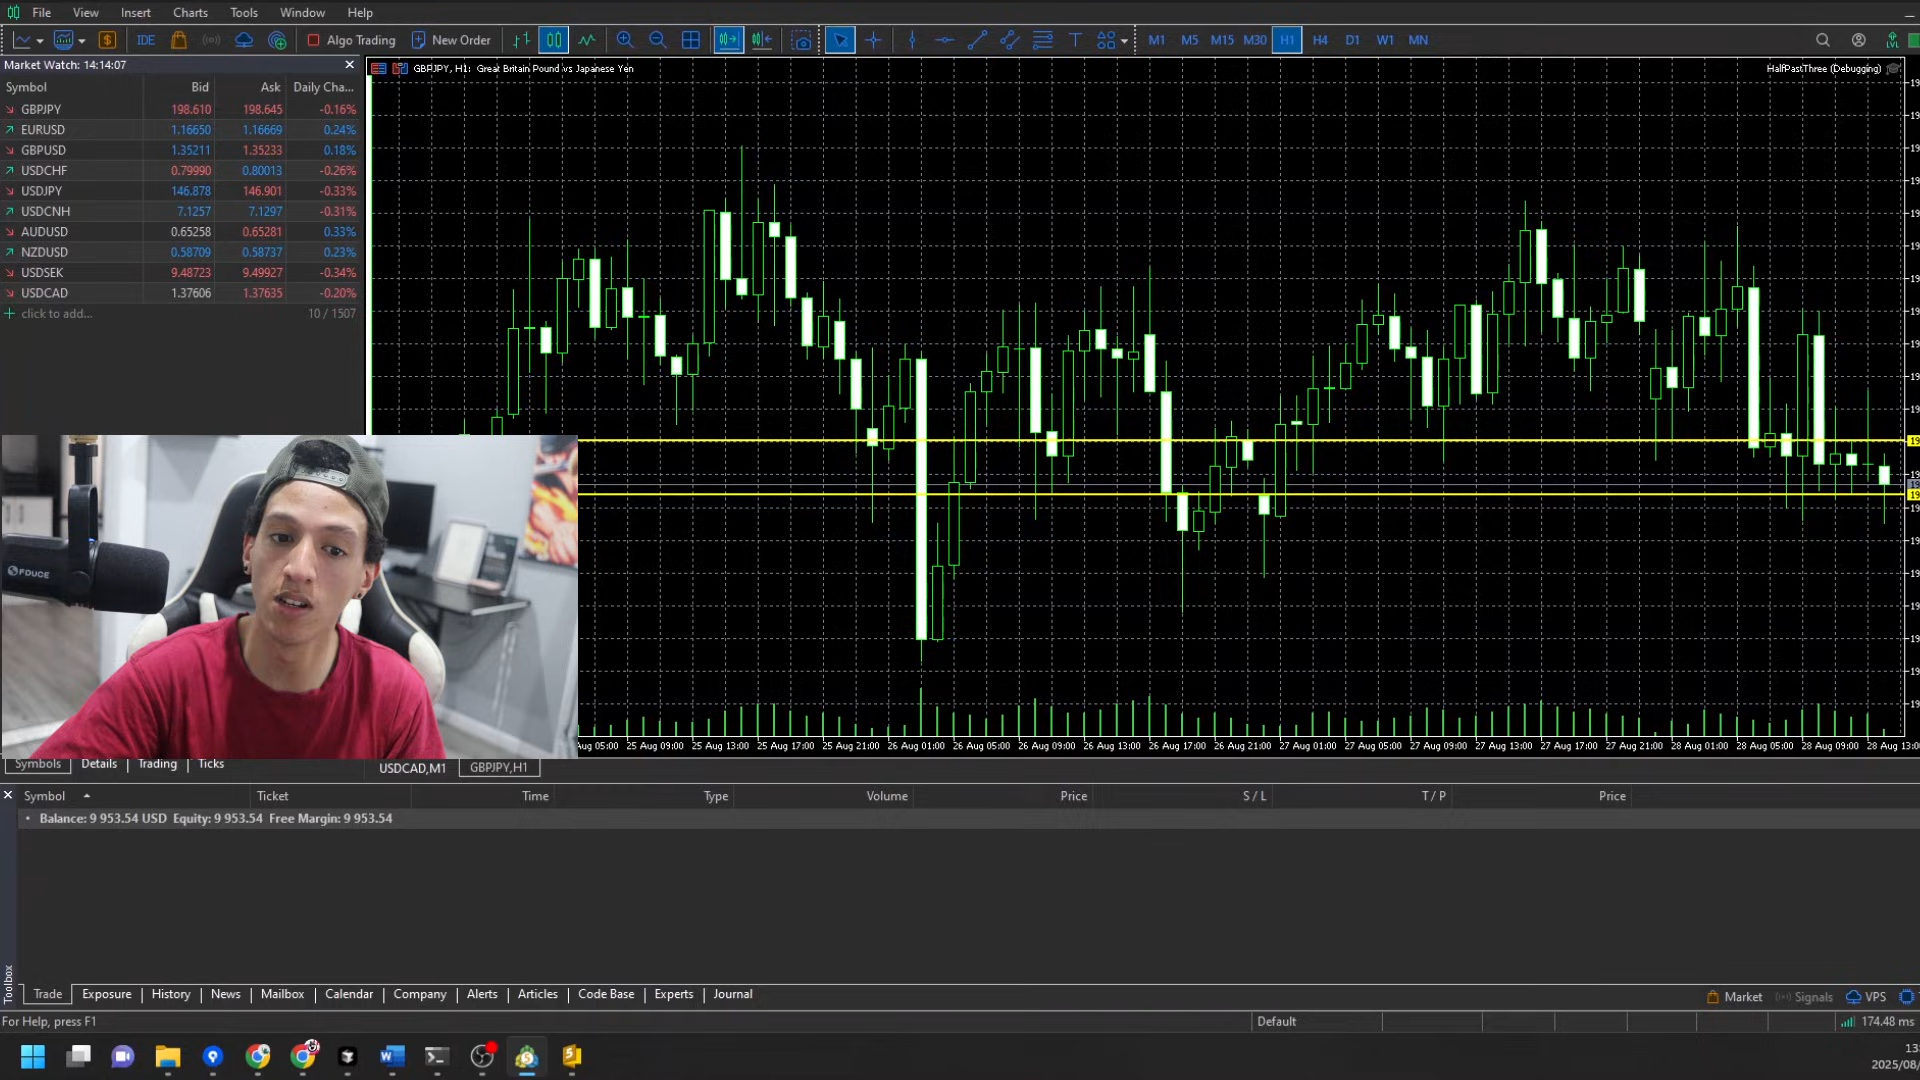 File View Insert Charts Tools Window Help
IDE Algo Trading New Order T M1 M5 M15 M30 H1 H4 D1 W1 MN LVL
Market Watch: 14:14:07
GBPJPY, H1: Great Britain Pound vs Japanese Yen
HalfPastThree (Debugging)
Symbol Bid Ask Daily Cha...
GBPJPY 198.610 198.645 -0.16%
EURUSD 1.16650 1.16669 0.24%
GBPUSD 1.35211 1.35233 0.18%
USDCHF 0.79990 0.80013 -0.26%
USDJPY 146.878 146.901 -0.33%
USDCNH 7.1257 7.1297 -0.31%
AUDUSD 0.65258 0.65281 0.33%
NZDUSD 0.58709 0.58737 0.23%
USDSEK 9.48723 9.49927 -0.34%
USDCAD 1.37606 1.37635 -0.20%
click to add... 10 / 1507
FDUCE
Aug 05:00 25 Aug 09:00 25 Aug 13:00 25 Aug 17:00 25 Aug 21:00 26 Aug 01:00 26 Aug 05:00 26 Aug 09:00 26 Aug 13:00 26 Aug 17:00 26 Aug 21:00 27 Aug 01:00 27 Aug 05:00 27 Aug 09:00 27 Aug 13:00 27 Aug 17:00 27 Aug 21:00 28 Aug 01:00 28 Aug 05:00 28 Aug 09:00 28 Aug 13:0
Symbols Details Trading Ticks
USDCAD,M1 GBPJPY,H1
Symbol Ticket Time Type Volume Price S / L T / P Price
Balance: 9 953.54 USD Equity: 9 953.54 Free Margin: 9 953.54
Toolbox
Trade Exposure History News Mailbox Calendar Company Alerts Articles Code Base Experts Journal
Market Signals VPS
For Help, press F1
Default
174.48 ms
13:
2025/08/